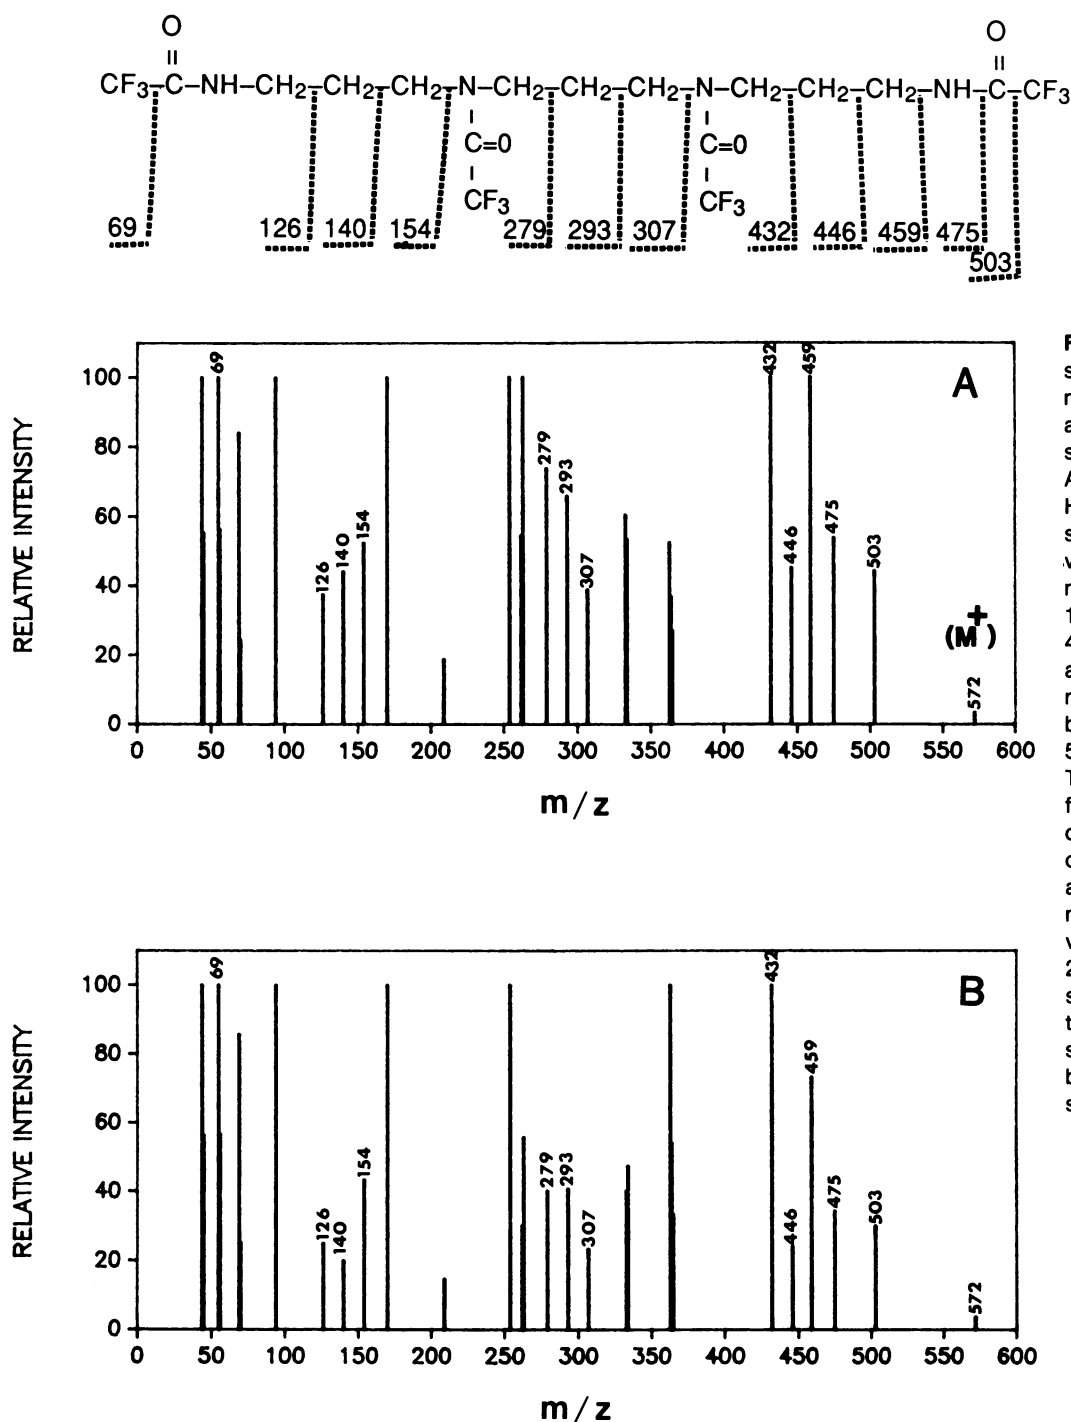 O O
CF3–C–NH–CH2–CH2–CH2–N–CH2–CH2–CH2–N–CH2–CH2–CH2–NH–C–CF3
C=O C=O
CF3 CF3
69 126 140 154 279 293 307 432 446 459 475
503
A
RELATIVE INTENSITY
100
80
60
40
20
0
69 126 140 154 279 293 307 432 446 459 475 503 572
(M+)
0 50 100 150 200 250 300 350 400 450 500 550 600
m/z
B
RELATIVE INTENSITY
100
80
60
40
20
0
69 126 140 154 279 293 307 432 446 459 475 503 572
0 50 100 150 200 250 300 350 400 450 500 550 600
m/z